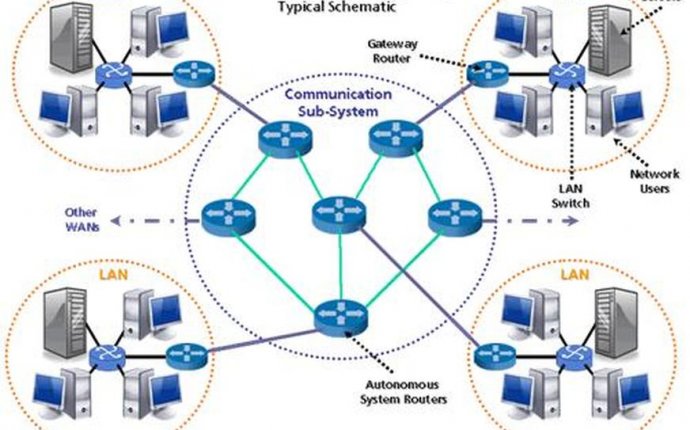 Typical Schematic
Gateway
Router
Communication
Sub-System
Network
Users
LAN
Switch
Other
WANs
LAN
LAN
Autonomous
System Routers